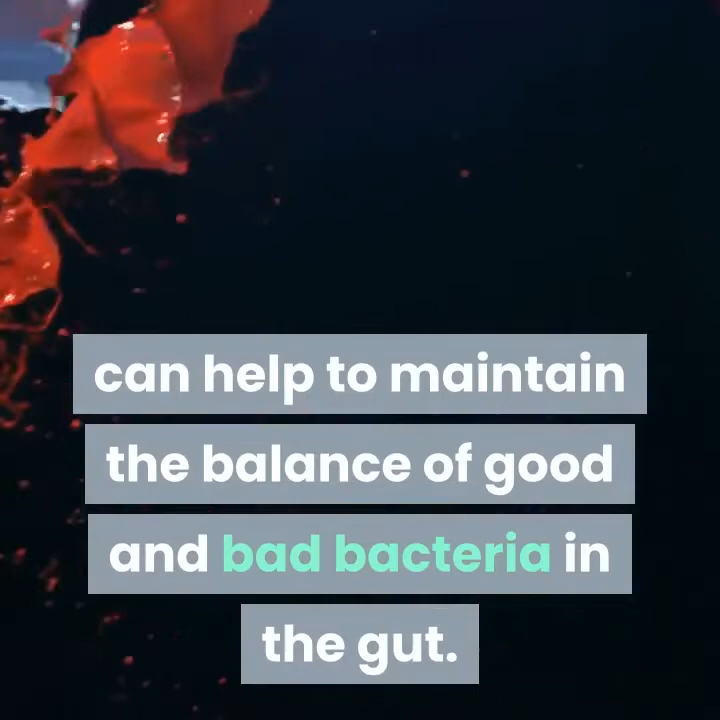 can help to maintain
the balance of good
and bad bacteria in
the gut.